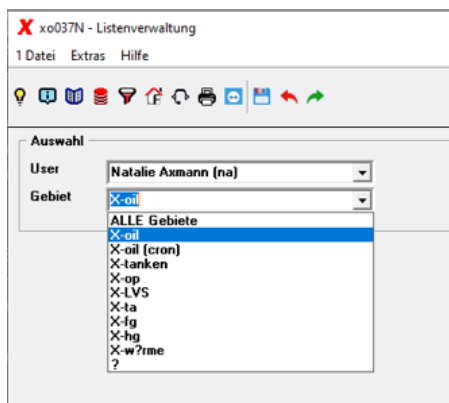 X xo037N - Listenverwaltung
1 Datei Extras Hilfe
Auswahl
User Natalie Axmann (na)
Gebiet X-oil
ALLE Gebiete
X-oil
X-oil (cron)
X-tanken
X-op
X-LVS
X-ta
X-fg
X-hg
X-w?rme
?